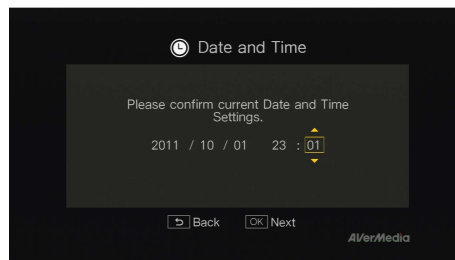 Date and Time
Please confirm current Date and Time
Settings.
2011 / 10 / 01 23 : 01
Back OK Next
AVerMedia